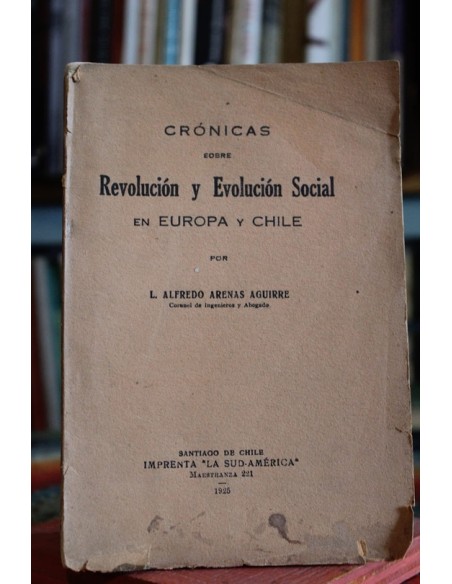 CRÓNICAS
SOBRE
Revolución y Evolución Social
EN EUROPA Y CHILE
POR
L. ALFREDO ARENAS AGUIRRE
Coronel de Ingenieros y Abogado
SANTIAGO DE CHILE
IMPRENTA "LA SUD-AMÉRICA"
MAESTRANZA 221
—
1925